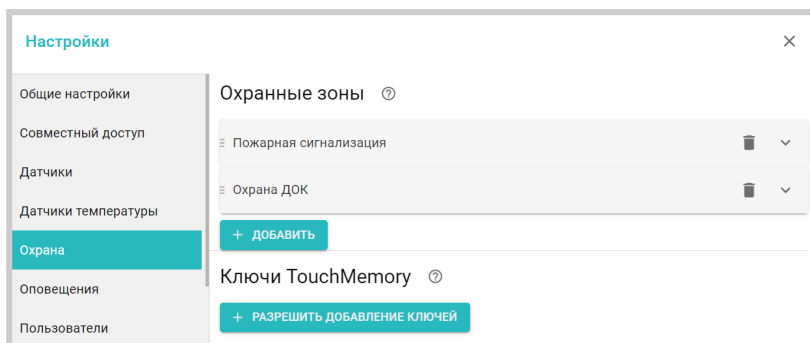 Настройки
Общие настройки
Совместный доступ
Датчики
Датчики температуры
Охрана
Оповещения
Пользователи
Охранные зоны
Пожарная сигнализация
Охрана ДОК
+ ДОБАВИТЬ
Ключи TouchMemory
+ РАЗРЕШИТЬ ДОБАВЛЕНИЕ КЛЮЧЕЙ